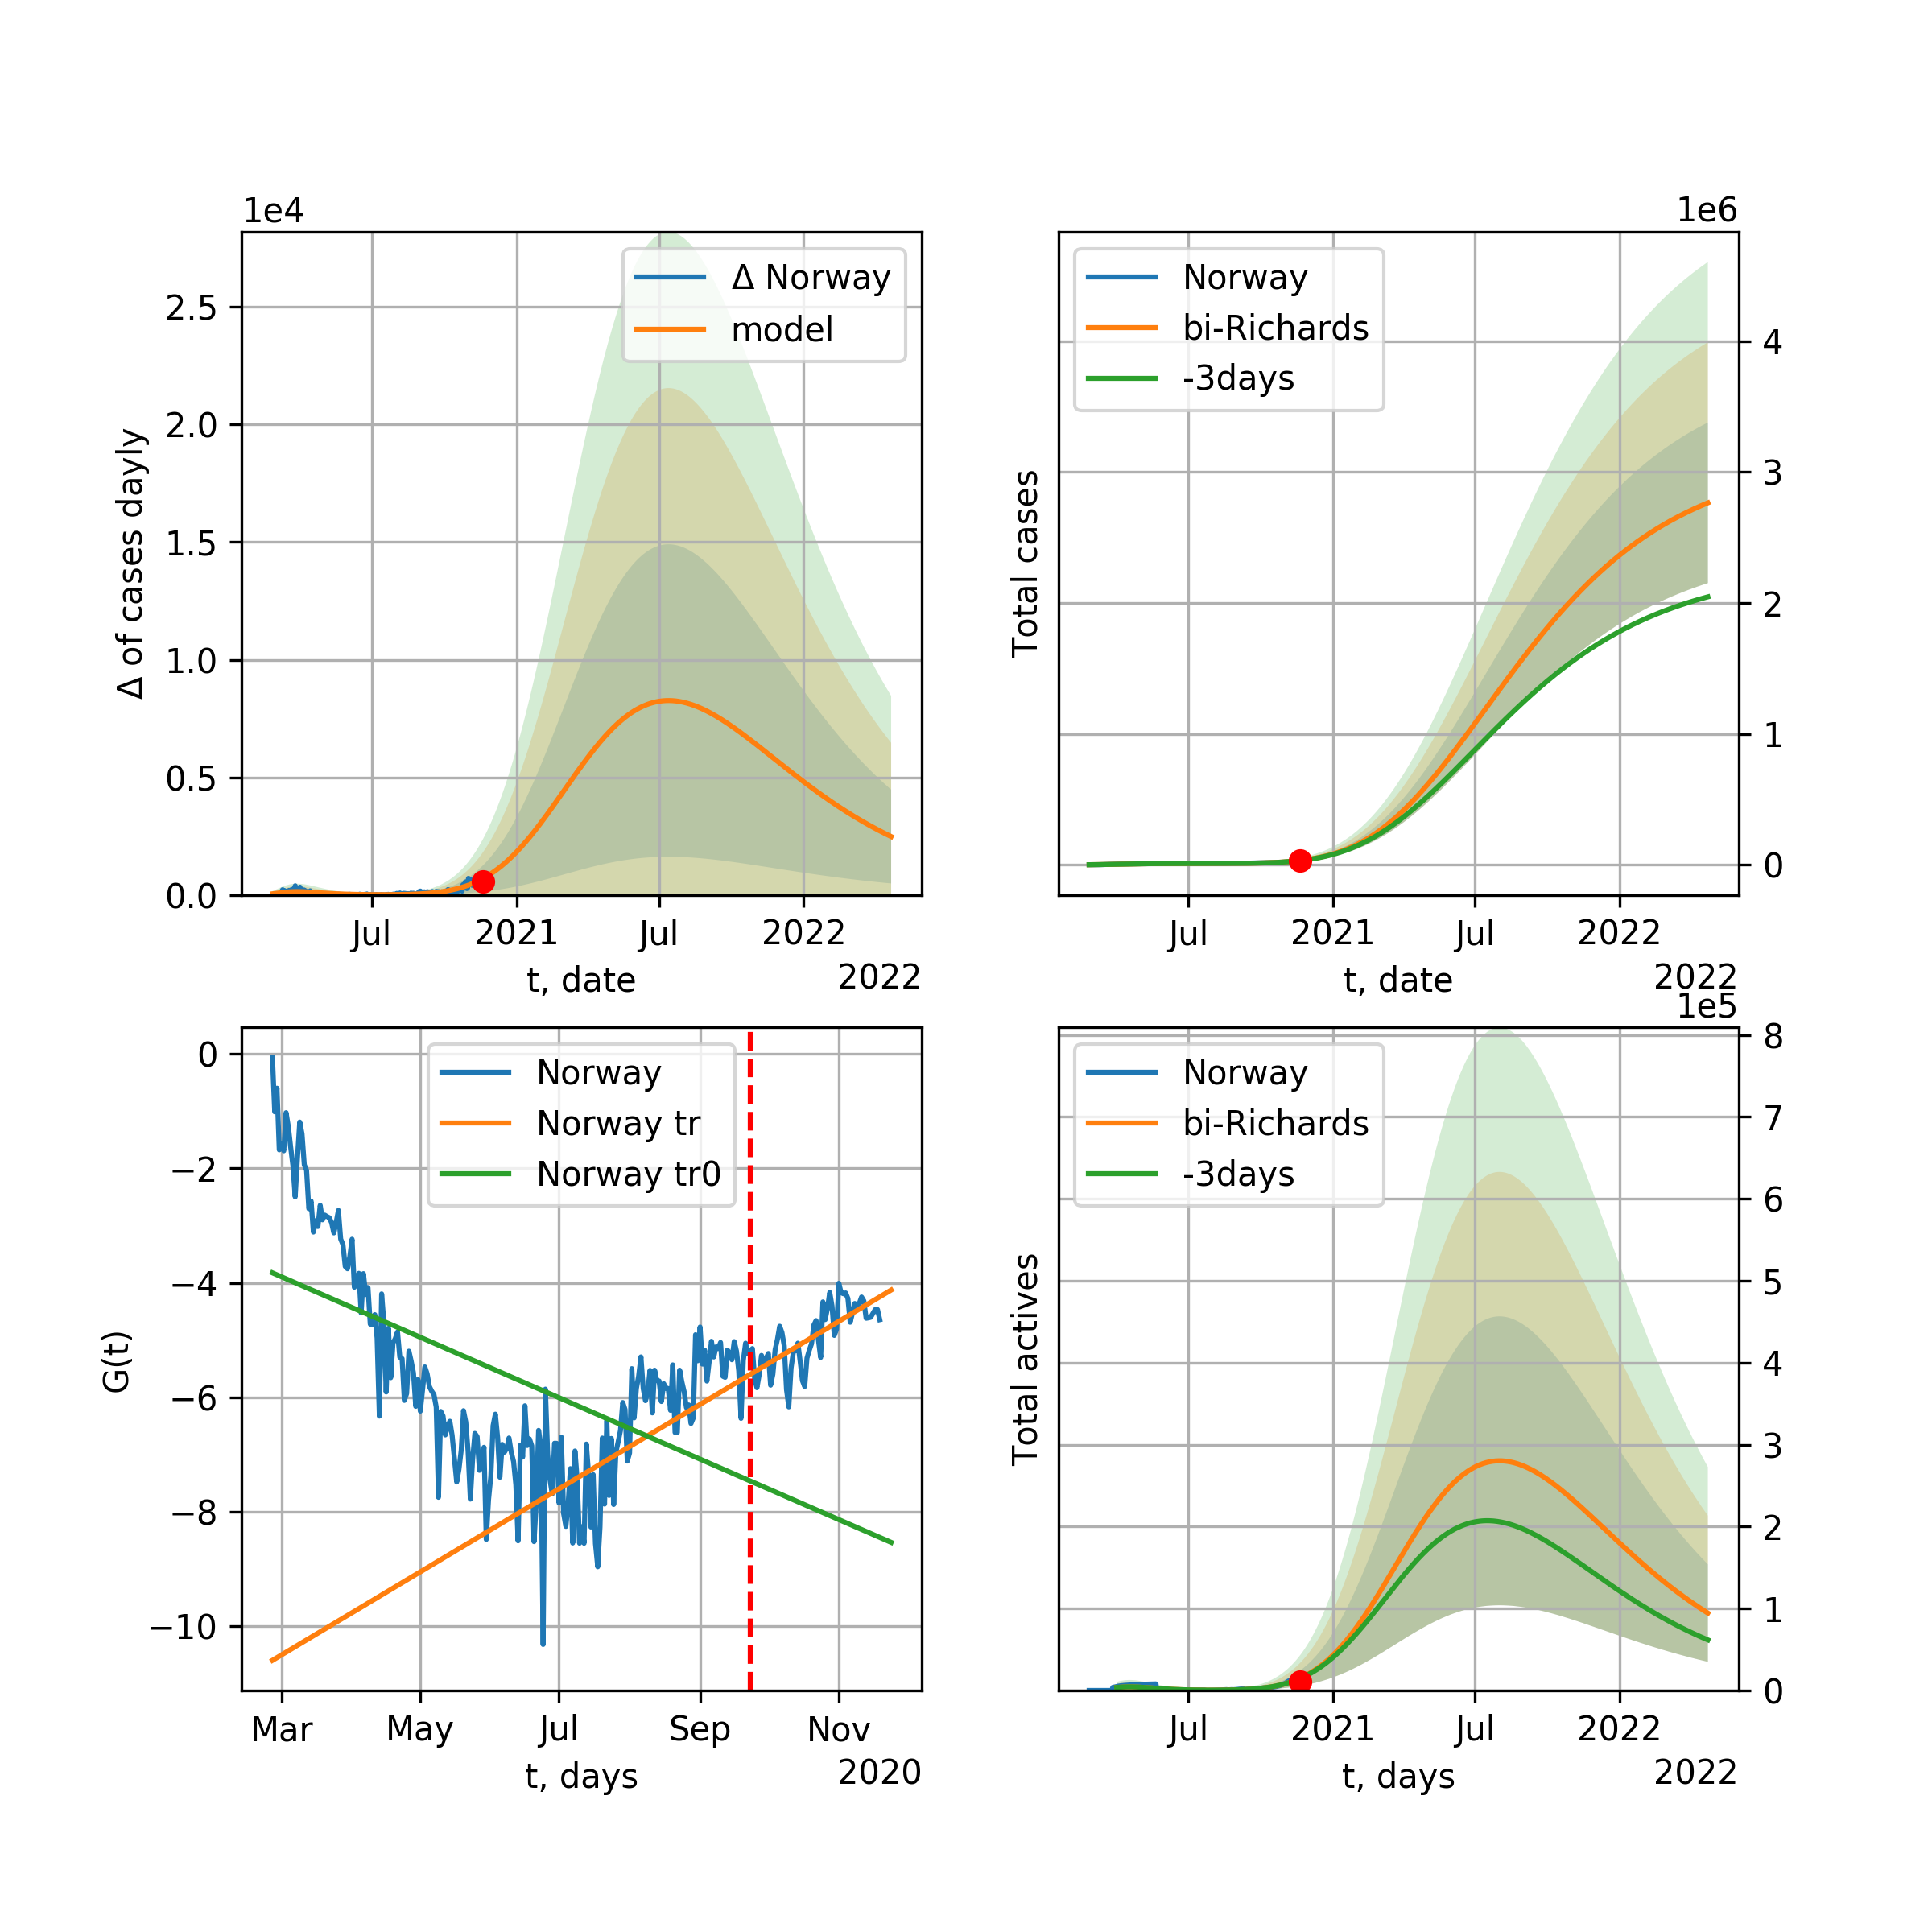 1e4
Δ Norway
model
2.5
2.0
1.5
1.0
0.5
0.0
Δ of cases dayly
Jul 2021 Jul 2022
t, date
2022
1e6
Norway
bi-Richards
-3days
4
3
2
1
0
Total cases
Jul 2021 Jul 2022
t, date
2022
Norway
Norway tr
Norway tr0
0
−2
−4
−6
−8
−10
G(t)
Mar May Jul Sep Nov
t, days
2020
1e5
Norway
bi-Richards
-3days
8
7
6
5
4
3
2
1
0
Total actives
Jul 2021 Jul 2022
t, days
2022